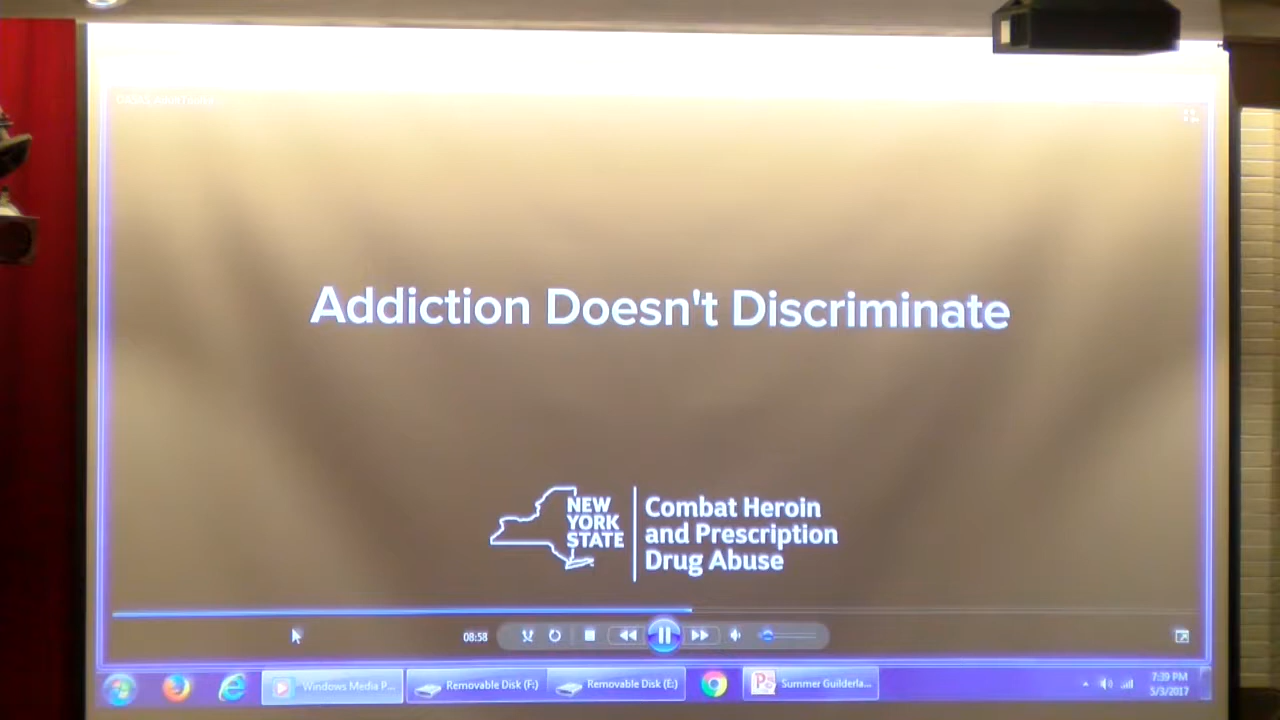 Addiction Doesn't Discriminate
NEW
YORK
STATE
Combat Heroin
and Prescription
Drug Abuse
08:58
Windows Media P...
Removable Disk (F:)
Removable Disk (E:)
Summer Guilderla...
7:39 PM
5/3/2017